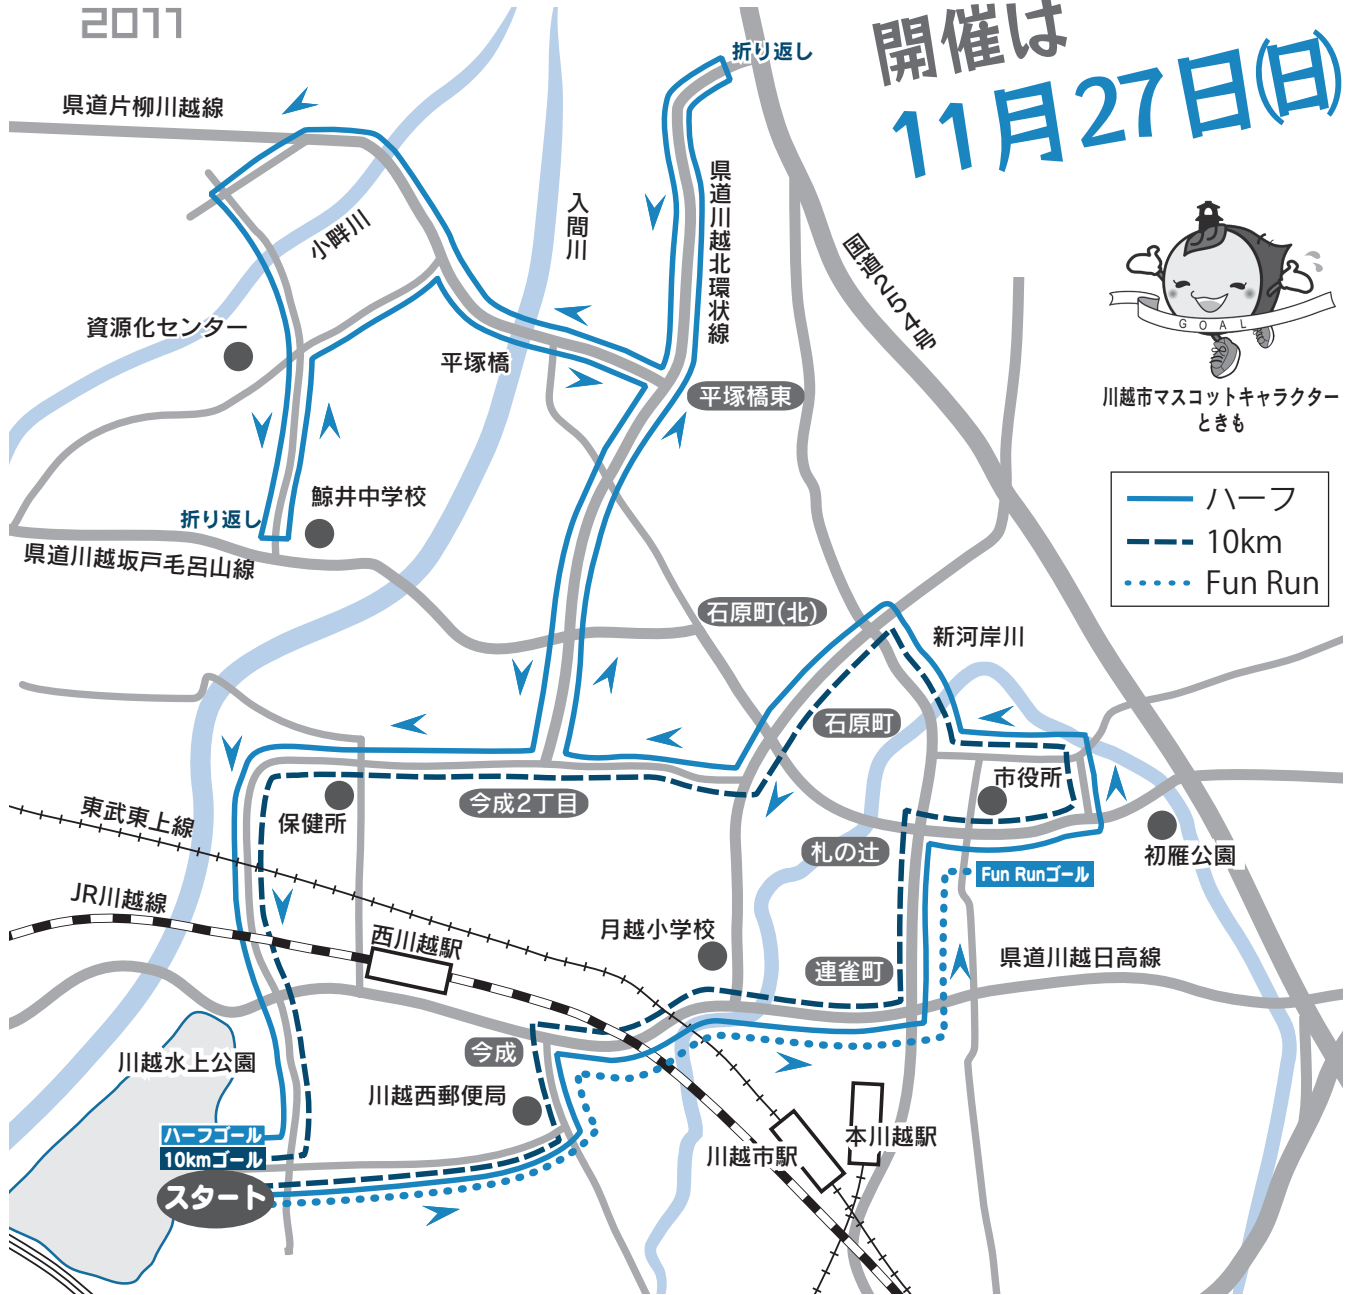 2011
開催は
11月27日(日)
折り返し
県道片柳川越線
県道川越北環状線
入間川
小畔川
国道254号
資源化センター
平塚橋
平塚橋東
GOAL
川越市マスコットキャラクター
ときも
ハーフ
10km
Fun Run
鯨井中学校
折り返し
県道川越坂戸毛呂山線
石原町(北)
新河岸川
石原町
市役所
今成2丁目
保健所
東武東上線
札の辻
初雁公園
Fun Runゴール
JR川越線
西川越駅
月越小学校
連雀町
県道川越日高線
今成
川越水上公園
川越西郵便局
ハーフゴール
10kmゴール
スタート
川越市駅
本川越駅